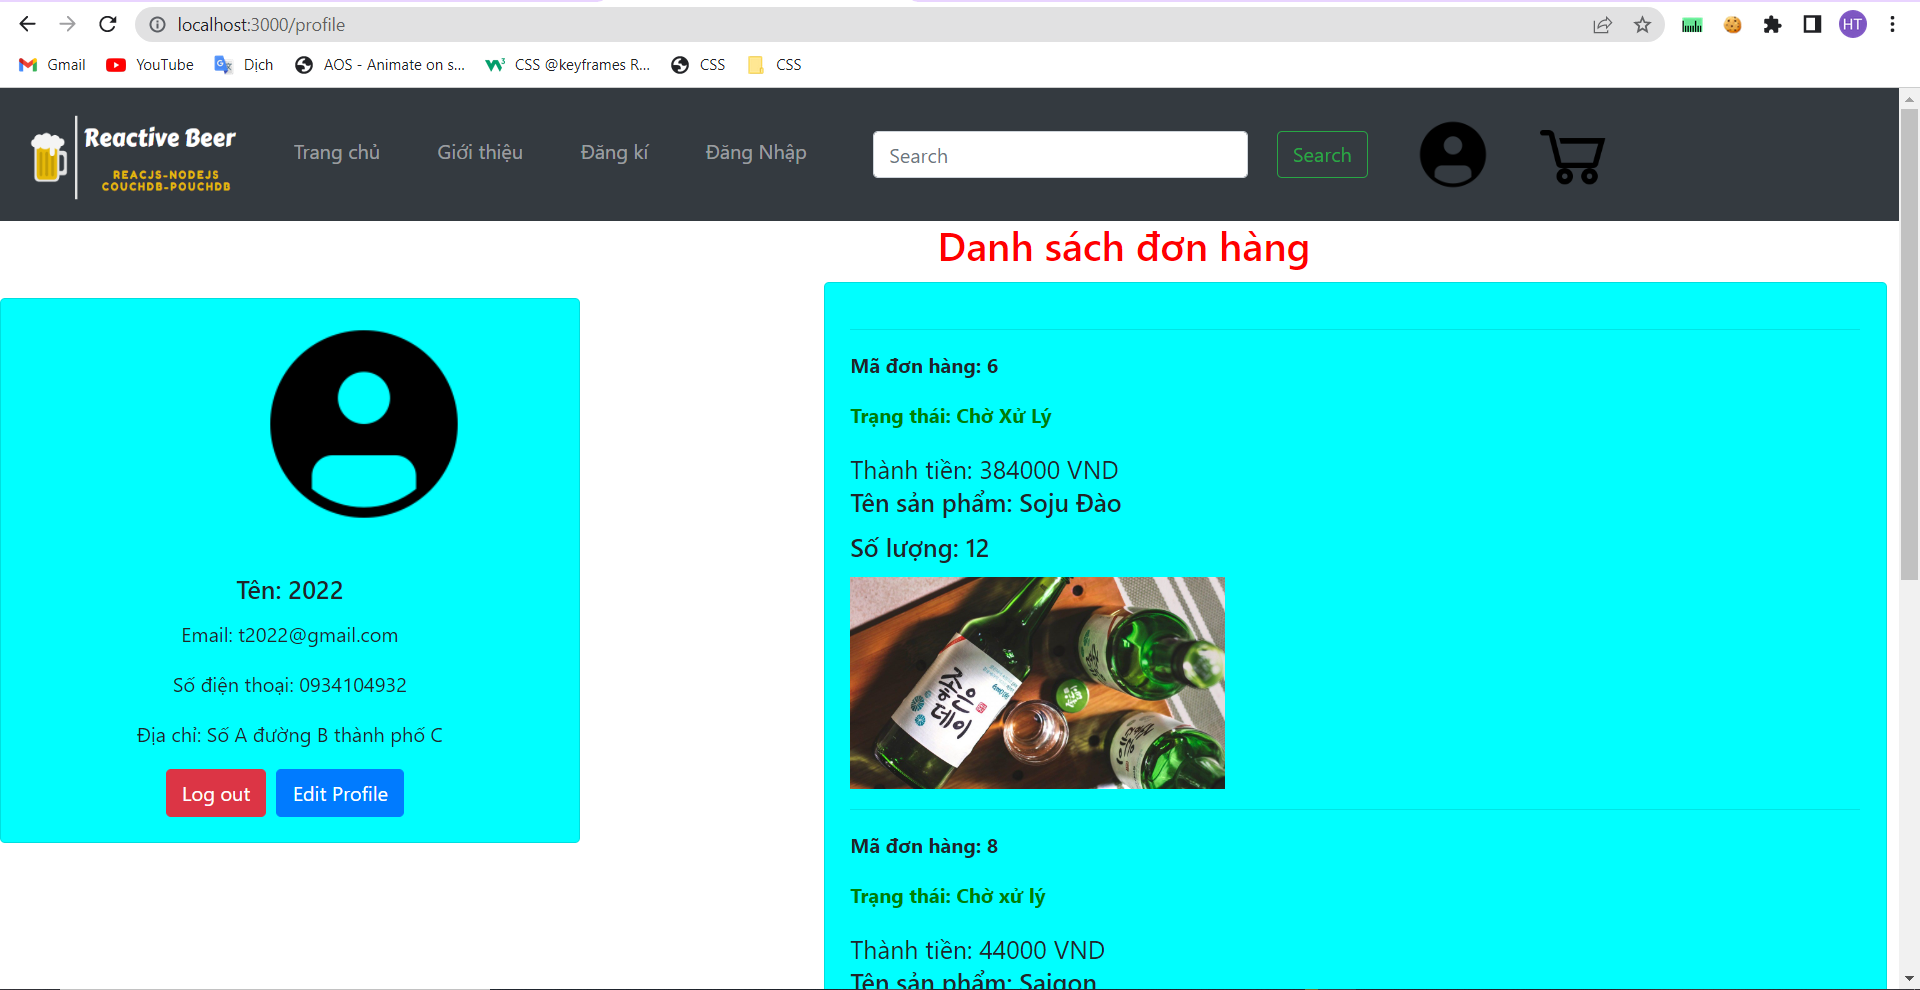 localhost:3000/profile
HT
Gmail
YouTube
Dịch
AOS - Animate on s...
CSS @keyframes R...
CSS
CSS
Reactive Beer
REACJS-NODEJS
COUCHDB-POUCHDB
Trang chủ
Giới thiệu
Đăng kí
Đăng Nhập
Search
Search
Danh sách đơn hàng
Tên: 2022
Email: t2022@gmail.com
Số điện thoại: 0934104932
Địa chỉ: Số A đường B thành phố C
Log out
Edit Profile
Mã đơn hàng: 6
Trạng thái: Chờ Xử Lý
Thành tiền: 384000 VND
Tên sản phẩm: Soju Đào
Số lượng: 12
좋은
데이
Mã đơn hàng: 8
Trạng thái: Chờ xử lý
Thành tiền: 44000 VND
Tên sản phẩm: Saigon